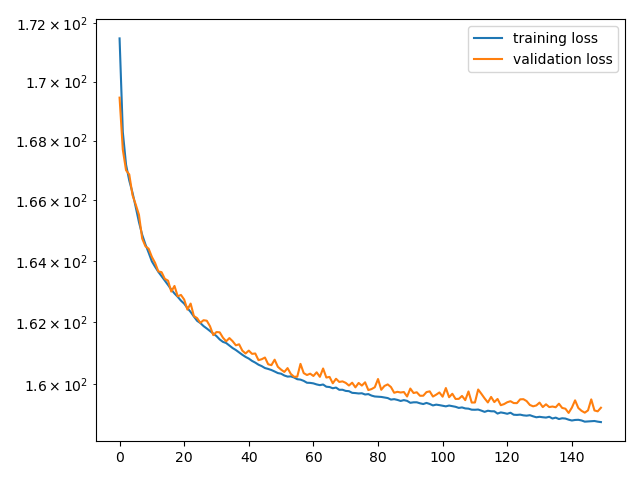 1.72 × 10²
1.7 × 10²
1.68 × 10²
1.66 × 10²
1.64 × 10²
1.62 × 10²
1.6 × 10²
0 20 40 60 80 100 120 140
training loss
validation loss